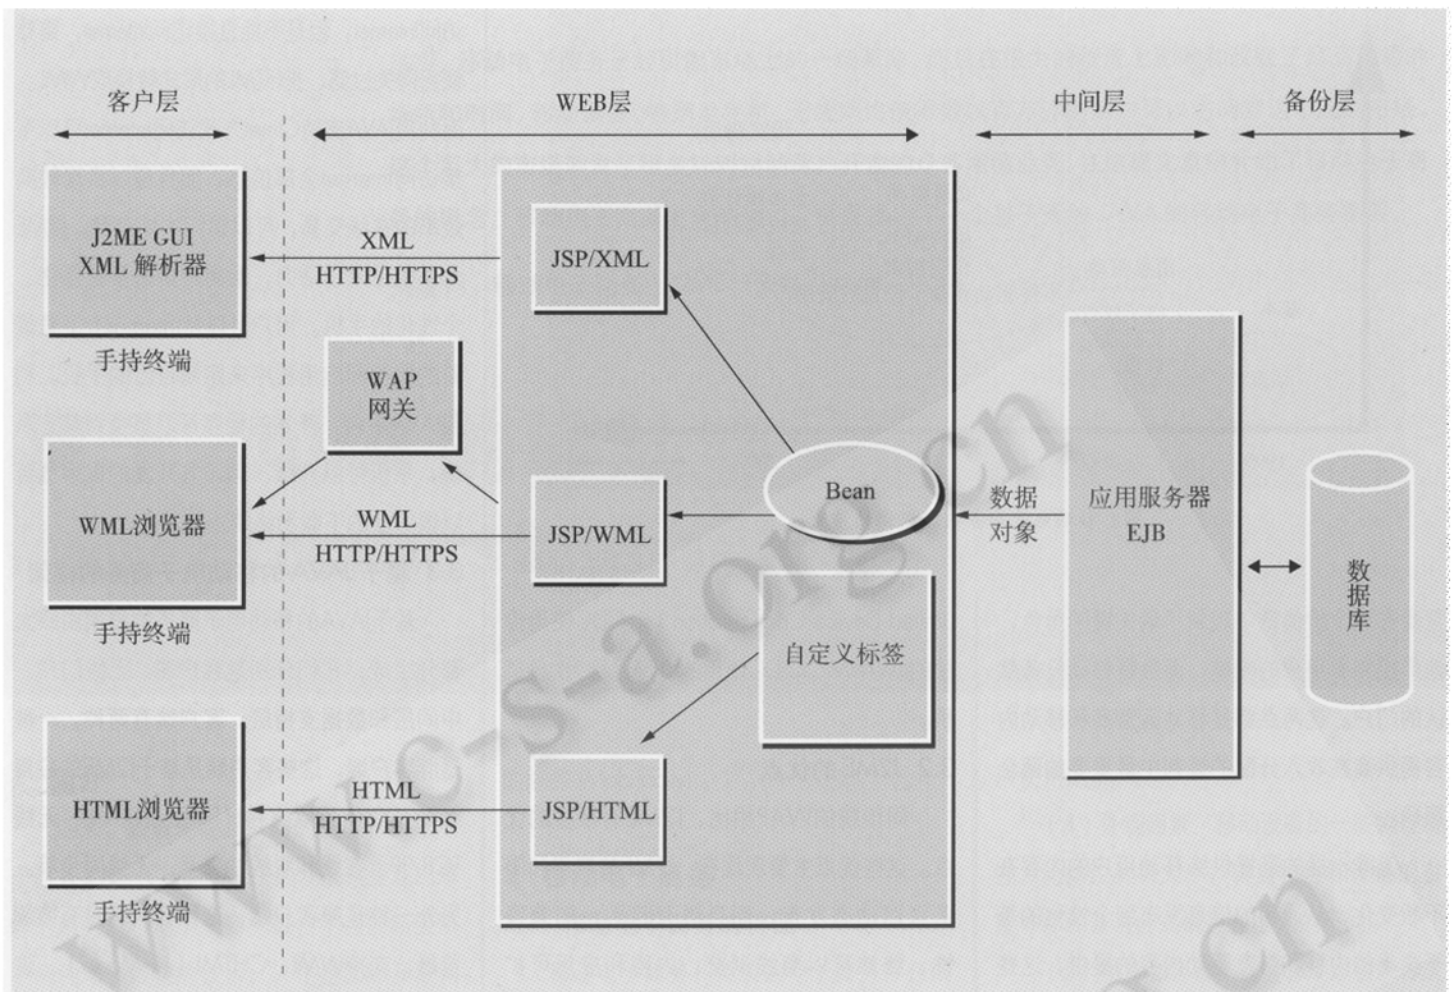 客户层
WEB层
中间层
备份层
J2ME GUI
XML 解析器
手持终端
XML
HTTP/HTTPS
JSP/XML
WAP
网关
WML浏览器
手持终端
WML
HTTP/HTTPS
JSP/WML
Bean
数据
对象
应用服务器
EJB
数据库
自定义标签
HTML浏览器
手持终端
HTML
HTTP/HTTPS
JSP/HTML
www.c-s-a.org.cn
.cn